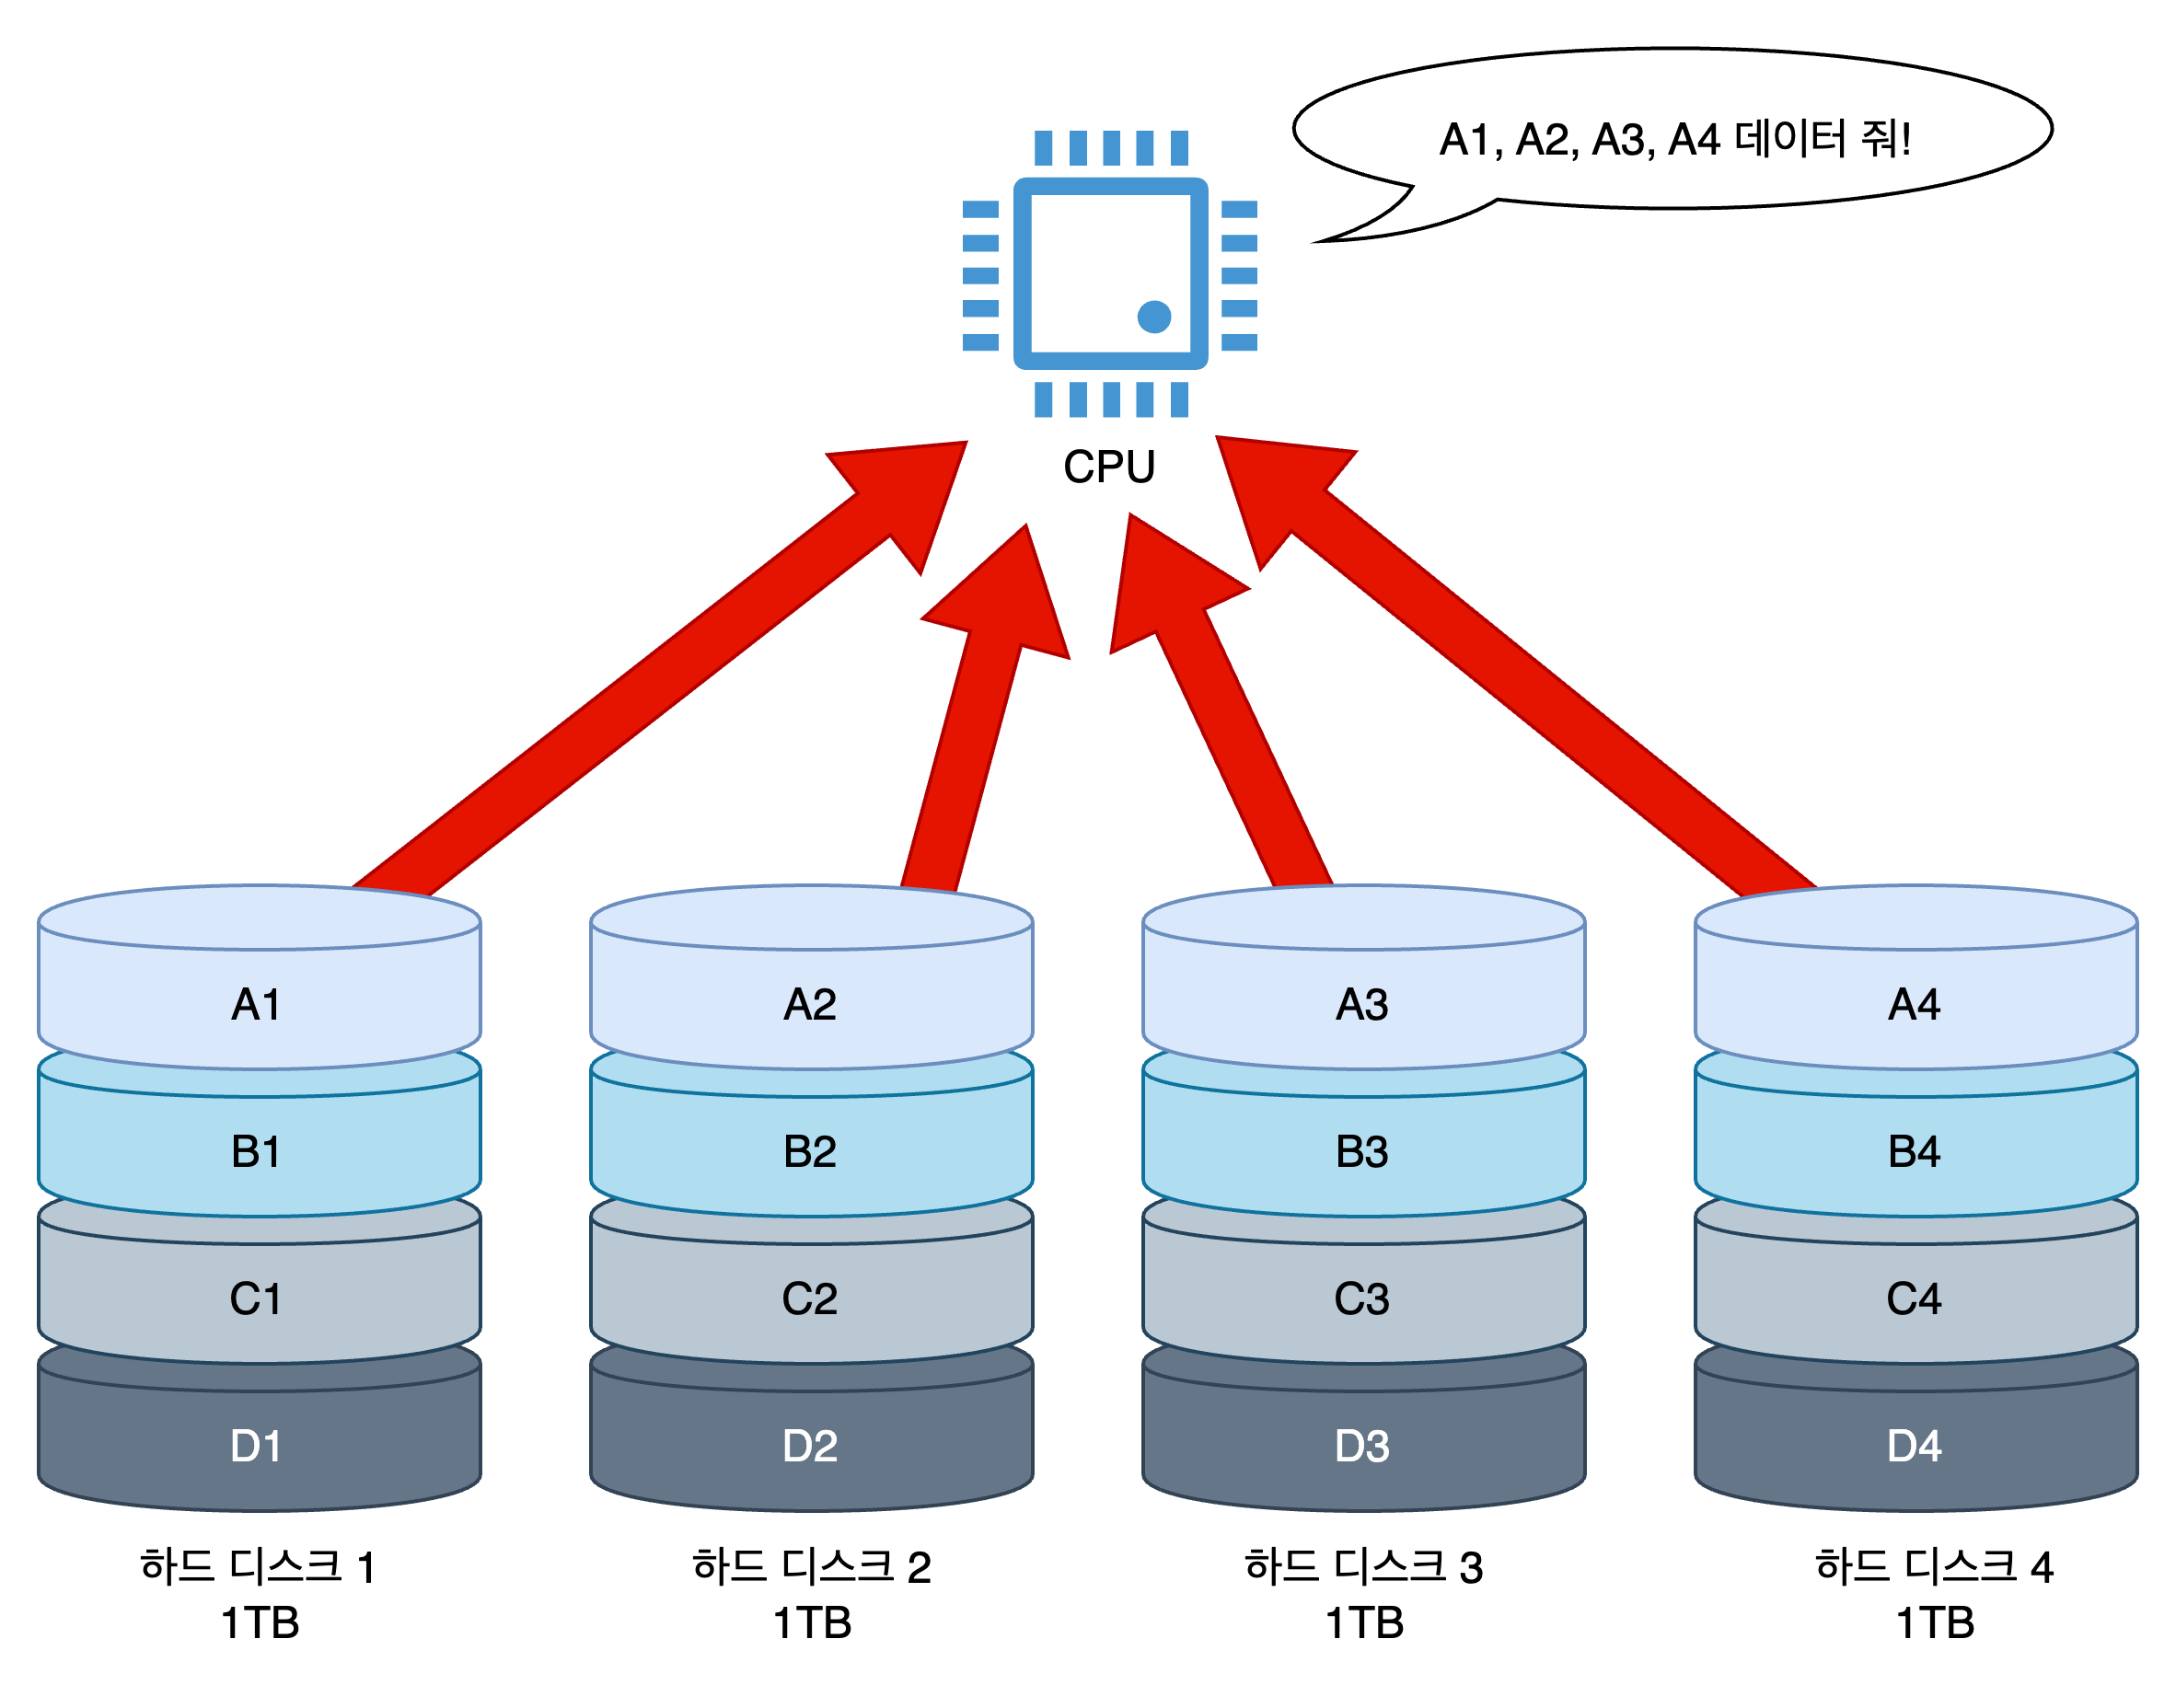 A1, A2, A3, A4 데이터 줘!
CPU
A1
A2
A3
A4
B1
B2
B3
B4
C1
C2
C3
C4
D1
D2
D3
D4
하드 디스크 1
1TB
하드 디스크 2
1TB
하드 디스크 3
1TB
하드 디스크 4
1TB